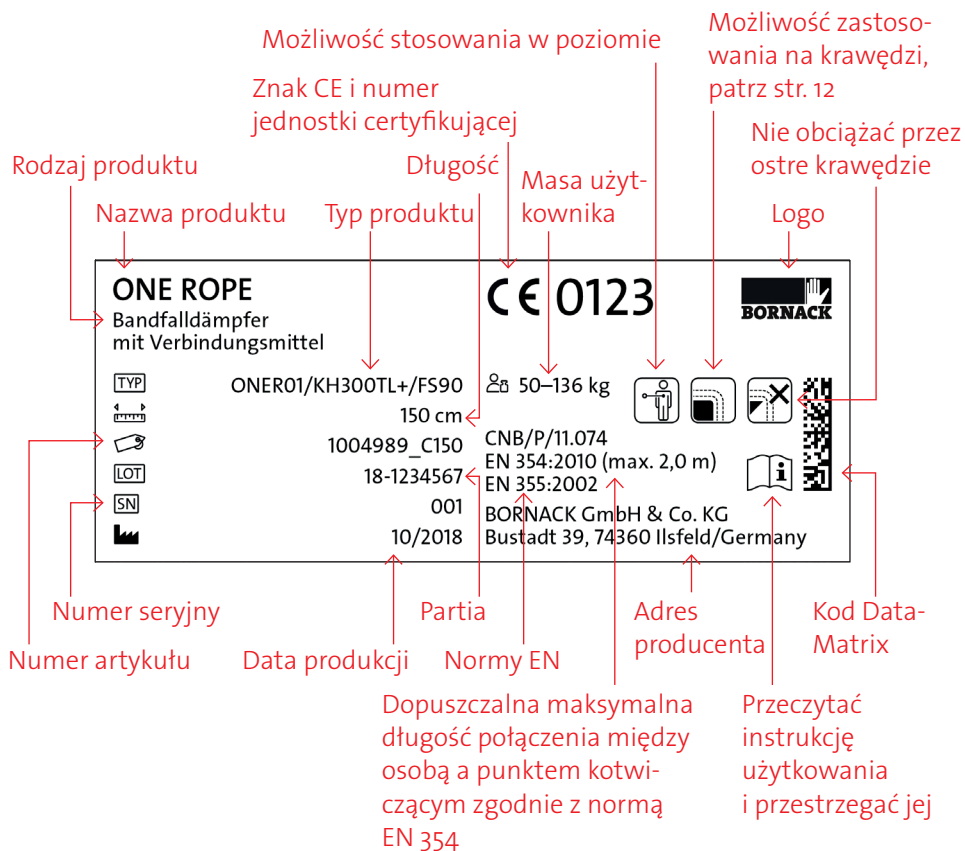 Możliwość stosowania w poziomie
Możliwość zastoso-
wania na krawędzi,
patrz str. 12
Znak CE i numer
jednostki certyfikującej
Nie obciążać przez
ostre krawędzie
Rodzaj produktu
Długość
Masa użyt-
kownika
Nazwa produktu
Typ produktu
Logo
ONE ROPE
Bandfalldämpfer
mit Verbindungsmittel
CE 0123
BORNACK
TYP
ONER01/KH300TL+/FS90
150 cm
1004989_C150
LOT
18-1234567
SN
001
10/2018
50–136 kg
CNB/P/11.074
EN 354:2010 (max. 2,0 m)
EN 355:2002
i
BORNACK GmbH & Co. KG
Bustadt 39, 74360 Ilsfeld/Germany
Numer seryjny
Partia
Adres
producenta
Kod Data-
Matrix
Numer artykułu
Data produkcji
Normy EN
Dopuszczalna maksymalna
długość połączenia między
osobą a punktem kotwi-
czącym zgodnie z normą
EN 354
Przeczytać
instrukcję
użytkowania
i przestrzegać jej